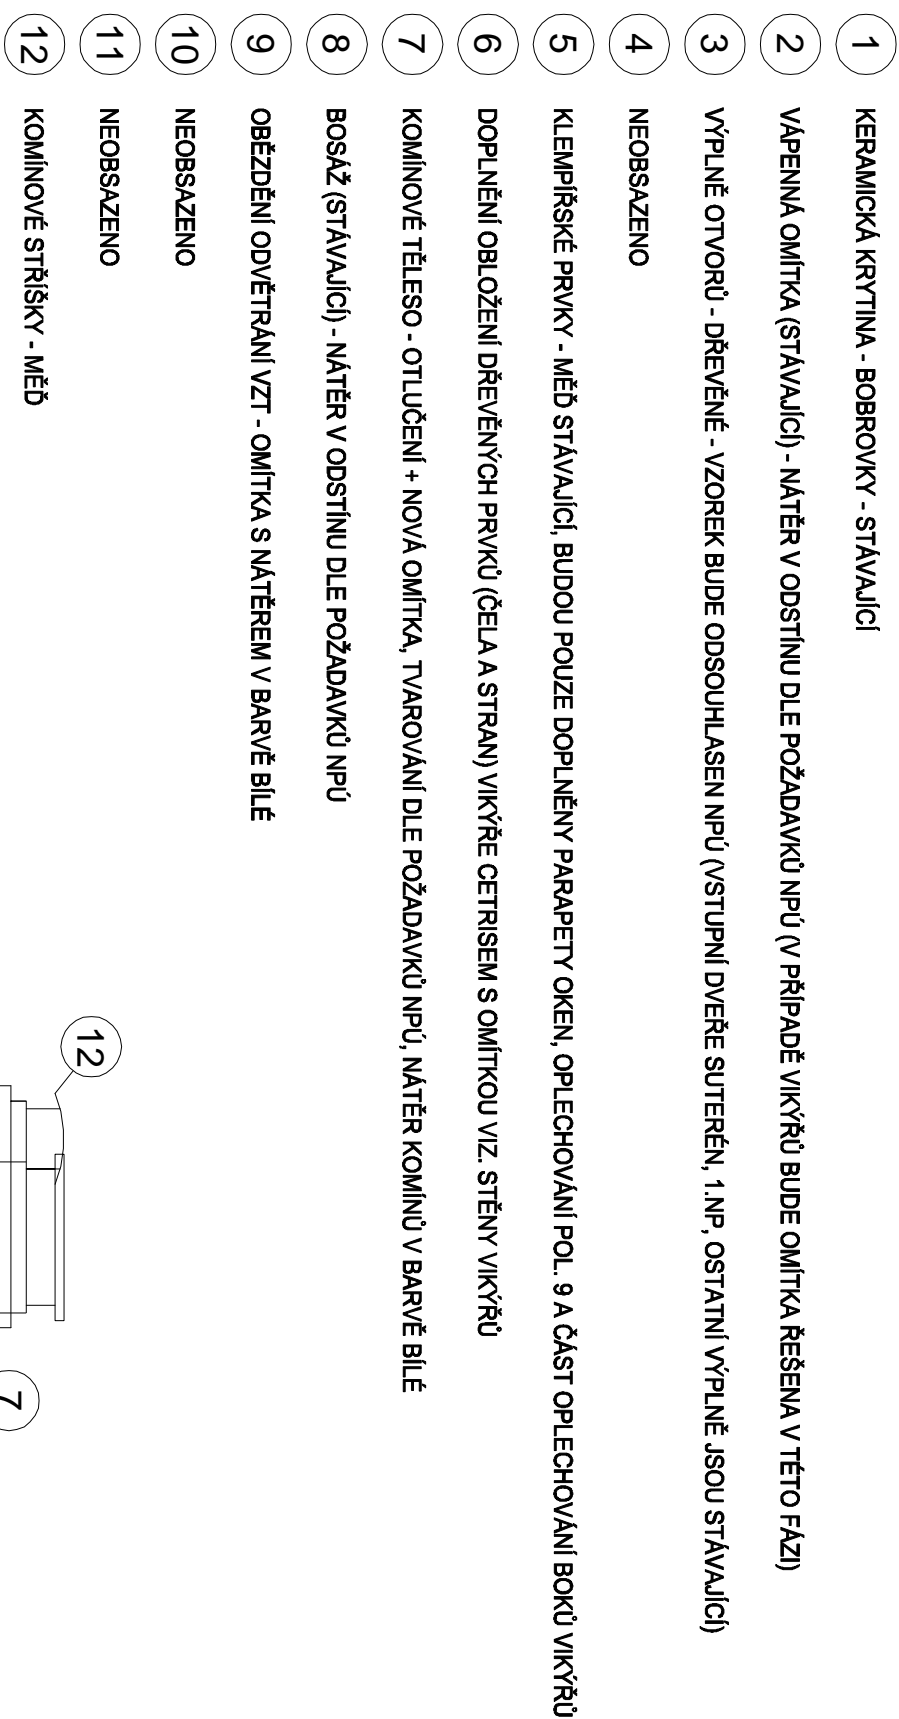 1 KERAMICKÁ KRYTINA - BOBROVKY - STÁVAJÍCÍ
2 VÁPENNÁ OMÍTKA (STÁVAJÍCÍ) - NÁTĚR V ODSTÍNU DLE POŽADAVKŮ NPÚ (V PŘÍPADĚ VIKÝŘŮ BUDE OMÍTKA ŘEŠENA V TÉTO FÁZI)
3 VÝPLNĚ OTVORŮ - DŘEVĚNÉ - VZOREK BUDE ODSOUHLASEN NPÚ (VSTUPNÍ DVEŘE SUTERÉN, 1.NP, OSTATNÍ VÝPLNĚ JSOU STÁVAJÍCÍ)
4 NEOBSAZENO
5 KLEMPÍŘSKÉ PRVKY - MĚĎ STÁVAJÍCÍ, BUDOU POUZE DOPLNĚNY PARAPETY OKEN, OPLECHOVÁNÍ POL. 9 A ČÁST OPLECHOVÁNÍ BOKŮ VIKÝŘŮ
6 DOPLNĚNÍ OBLOŽENÍ DŘEVĚNÝCH PRVKŮ (ČELA A STRAN) VIKÝŘE CETRISEM S OMÍTKOU VIZ. STĚNY VIKÝŘŮ
7 KOMÍNOVÉ TĚLESO - OTLUČENÍ + NOVÁ OMÍTKA, TVAROVÁNÍ DLE POŽADAVKŮ NPÚ, NÁTĚR KOMÍNŮ V BARVĚ BÍLÉ
8 BOSÁŽ (STÁVAJÍCÍ) - NÁTĚR V ODSTÍNU DLE POŽADAVKŮ NPÚ
9 OBĚZDĚNÍ ODVĚTRÁNÍ VZT - OMÍTKA S NÁTĚREM V BARVĚ BÍLÉ
10 NEOBSAZENO
11 NEOBSAZENO
12 KOMÍNOVÉ STŘÍŠKY - MĚĎ
12
7